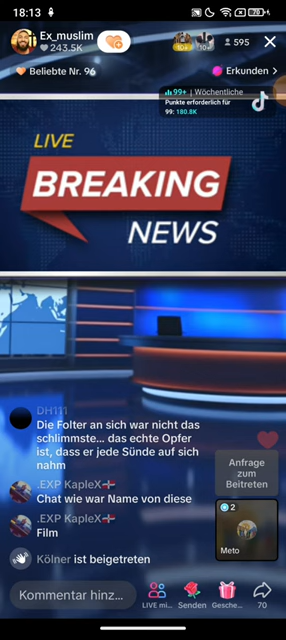 18:13
Ex_muslim
243.5K
10+
10+
595
Beliebte Nr. 96
Erkunden
99+ | Wöchentliche
Punkte erforderlich für
99: 180.8K
LIVE
BREAKING
NEWS
DH111
Die Folter an sich war nicht das
schlimmste... das echte Opfer
ist, dass er jede Sünde auf sich
nahm
.EXP KapleX
Chat wie war Name von diese
.EXP KapleX
Film
Kölner ist beigetreten
Anfrage
zum
Beitreten
2
Meto
Kommentar hinz...
LIVE mi...
Senden
Gesche...
70